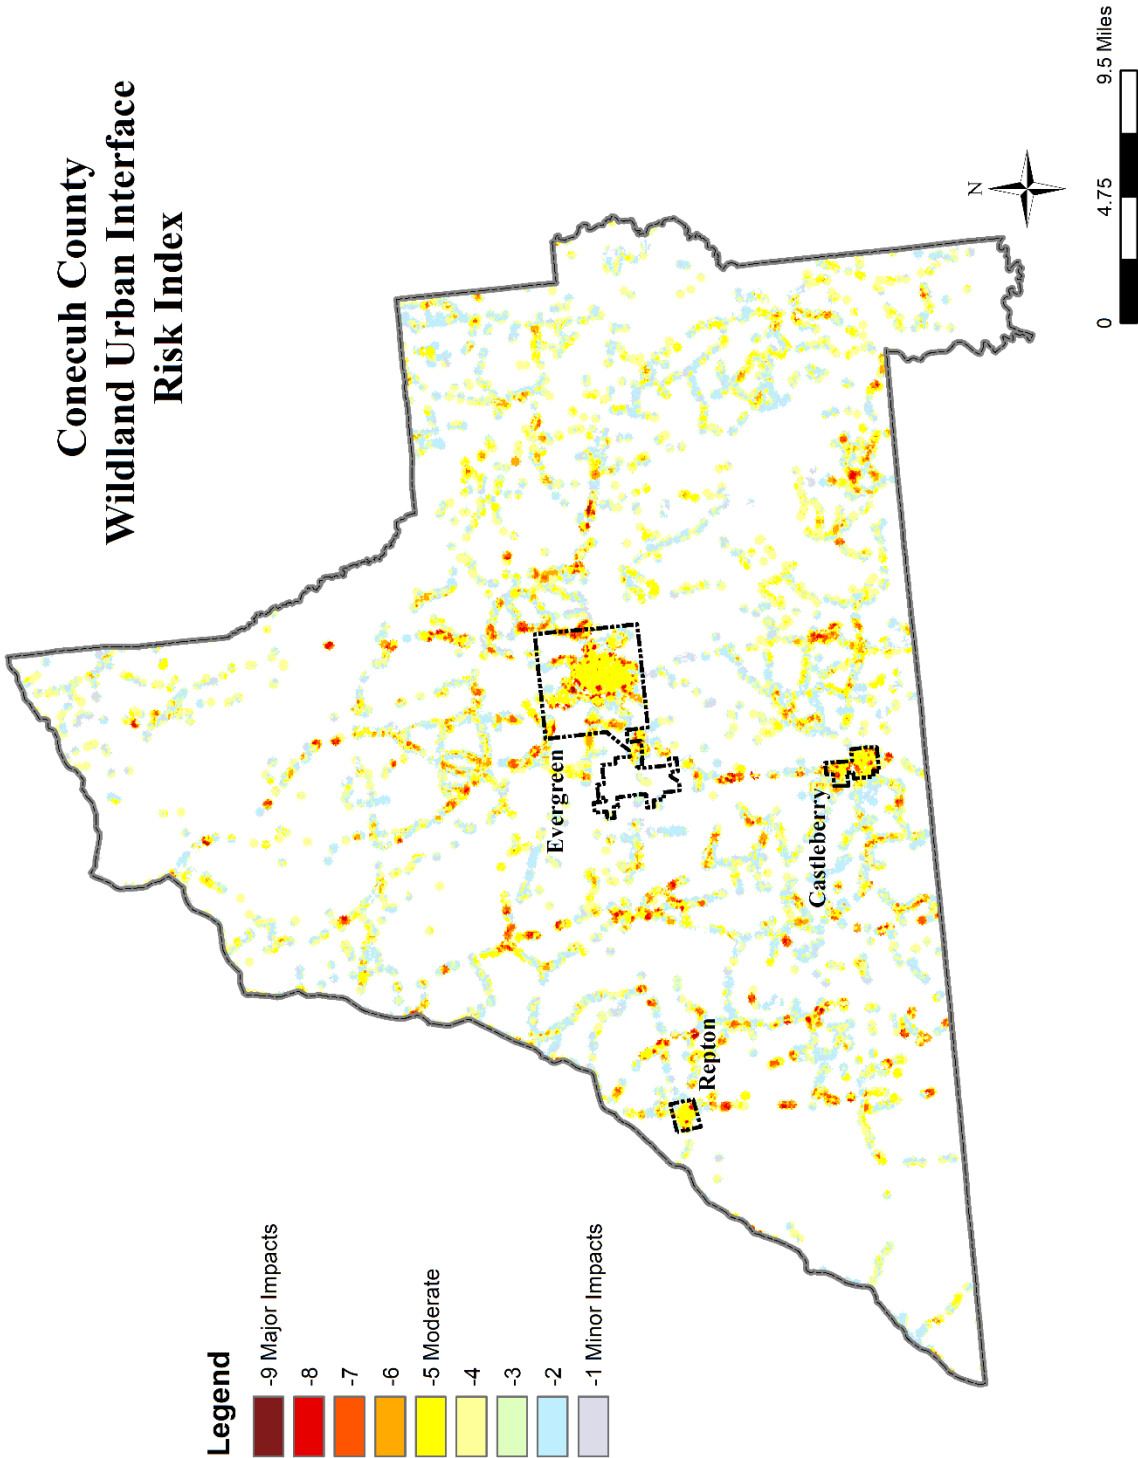 Conecuh County
Wildland Urban Interface
Risk Index
Evergreen
Castleberry
Repton
Legend
-9 Major Impacts
-8
-7
-6
-5 Moderate
-4
-3
-2
-1 Minor Impacts
N
0 4.75 9.5 Miles